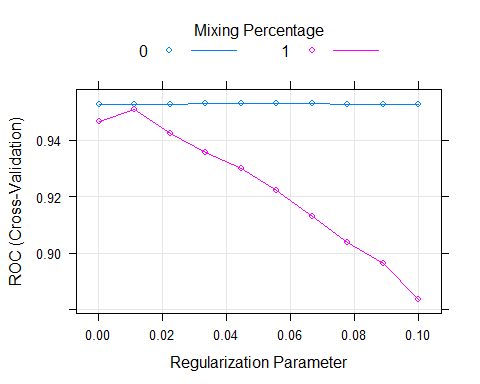 Mixing Percentage
0 1
ROC (Cross-Validation)
0.94
0.92
0.90
0.00 0.02 0.04 0.06 0.08 0.10
Regularization Parameter